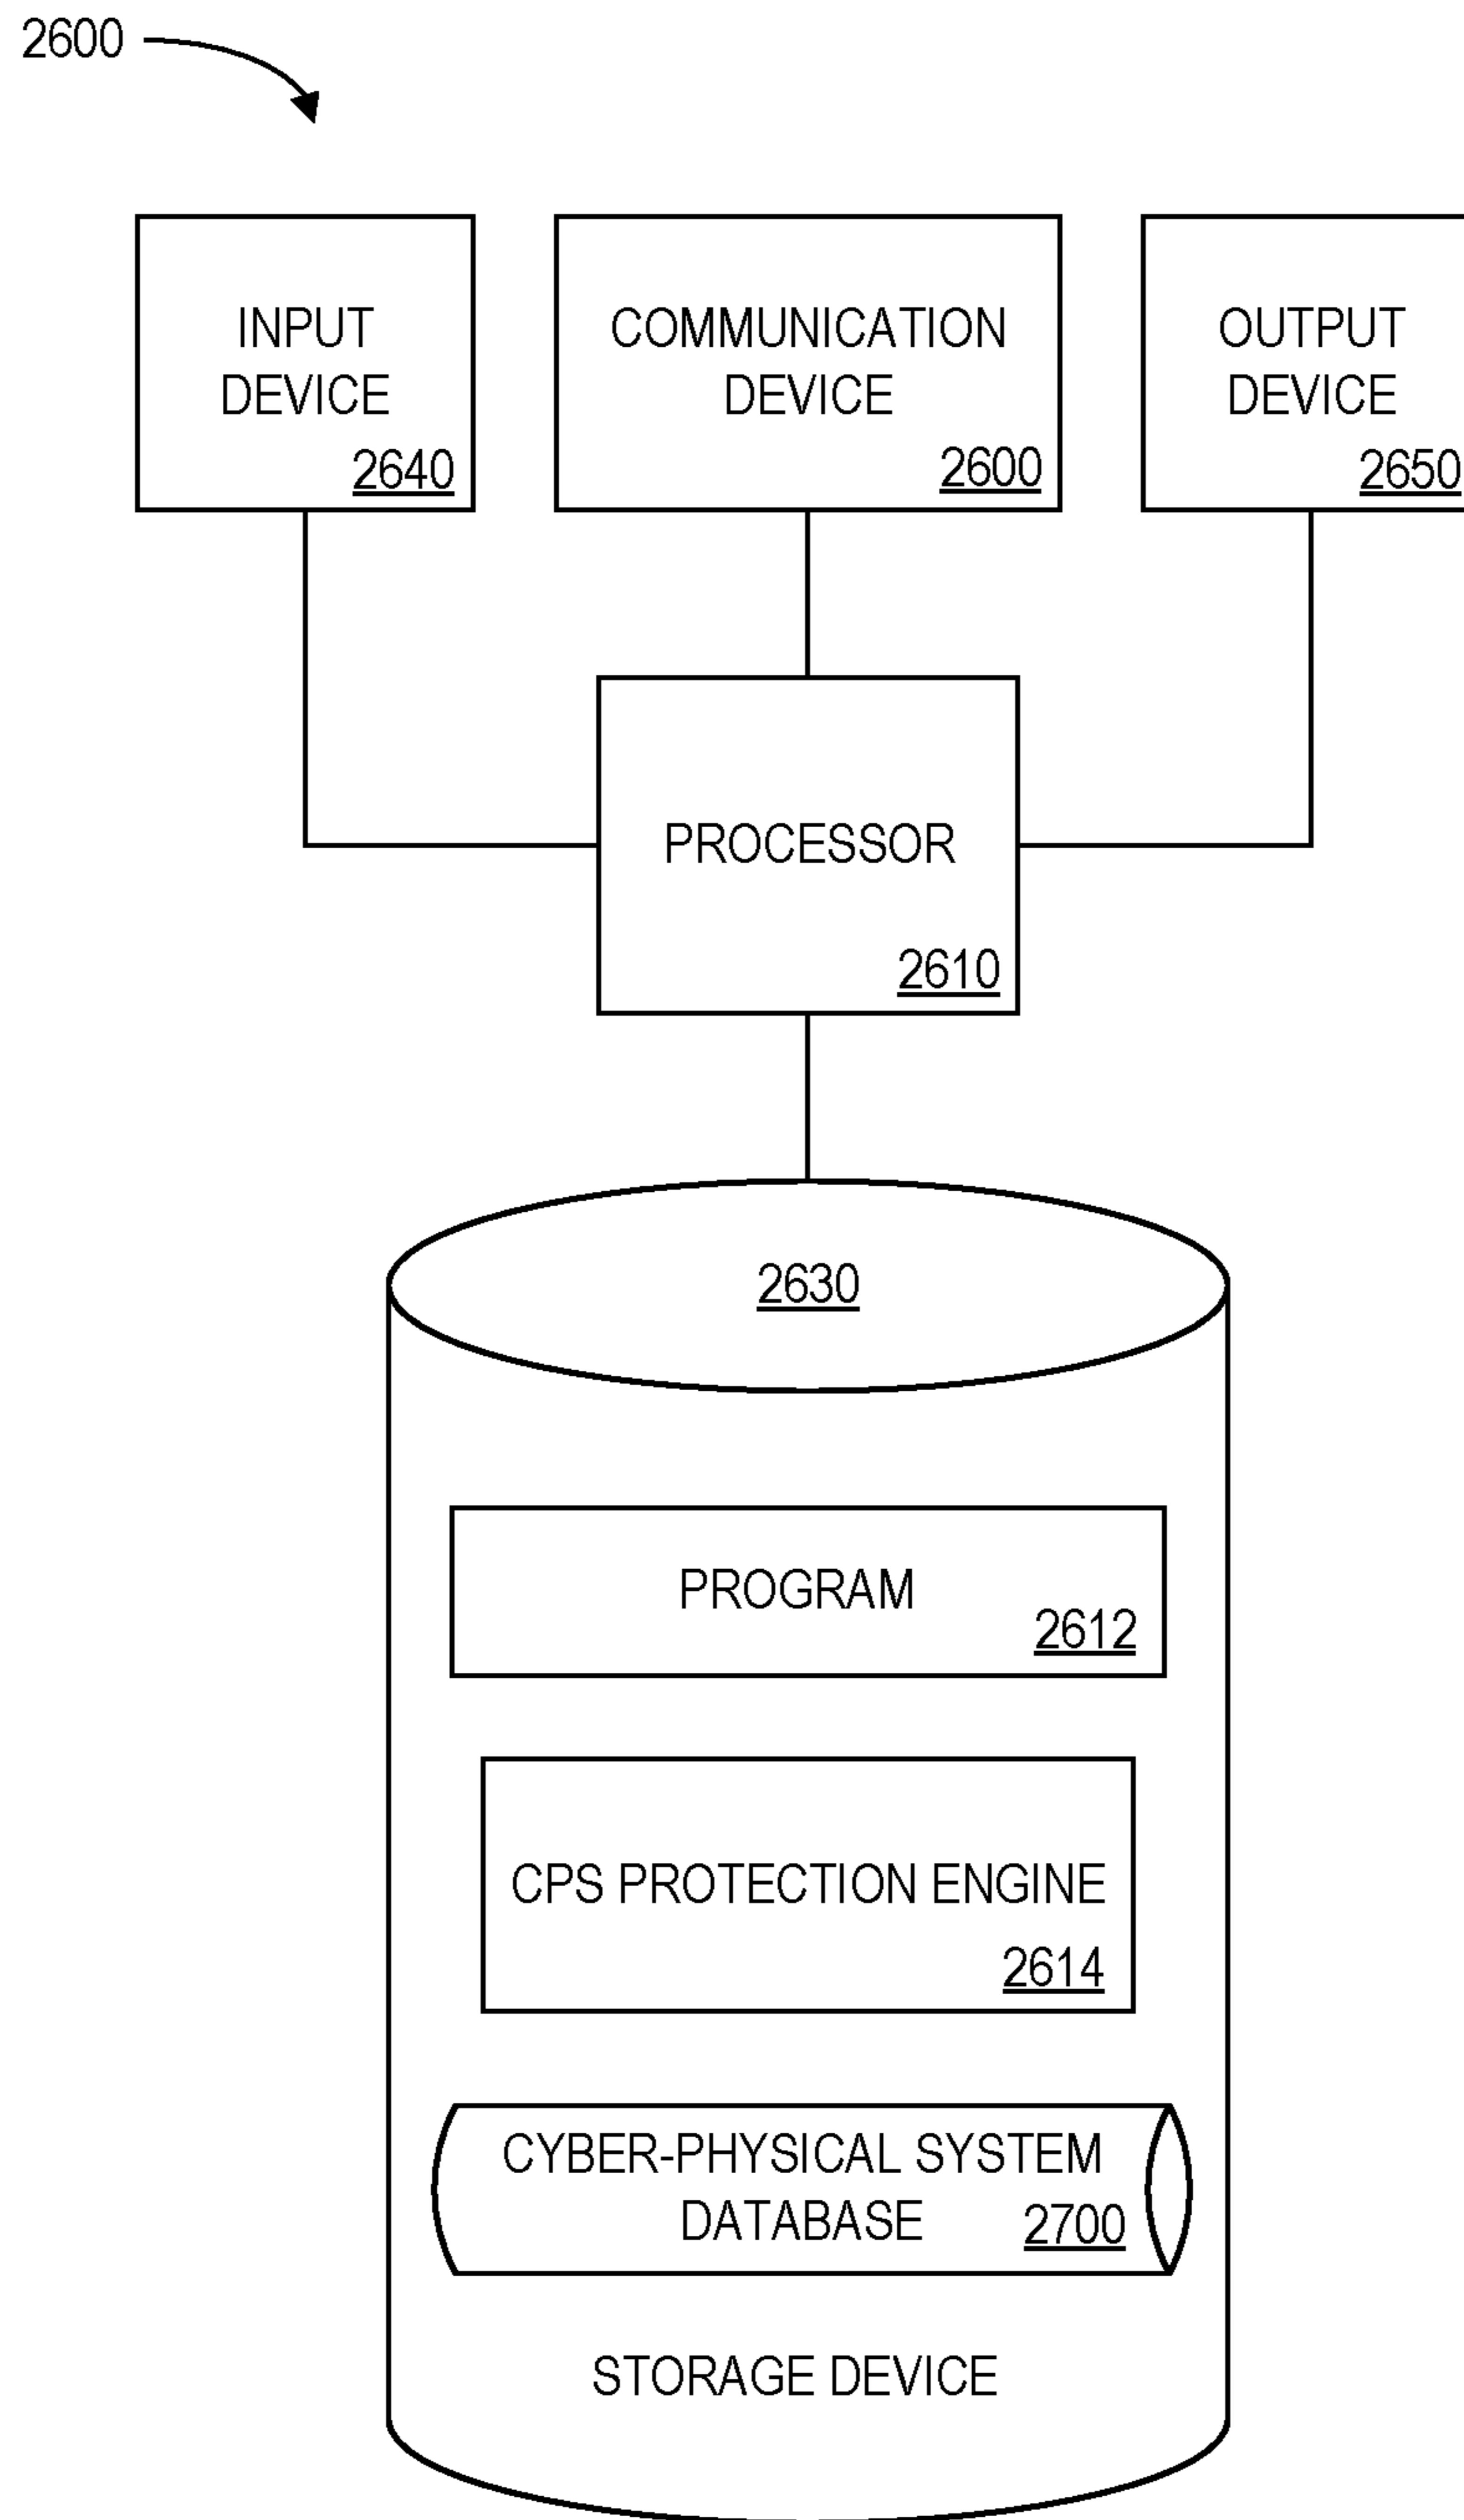 2600
INPUT
DEVICE
2640
COMMUNICATION
DEVICE
2600
OUTPUT
DEVICE
2650
PROCESSOR
2610
2630
PROGRAM
2612
CPS PROTECTION ENGINE
2614
CYBER-PHYSICAL SYSTEM
DATABASE 2700
STORAGE DEVICE